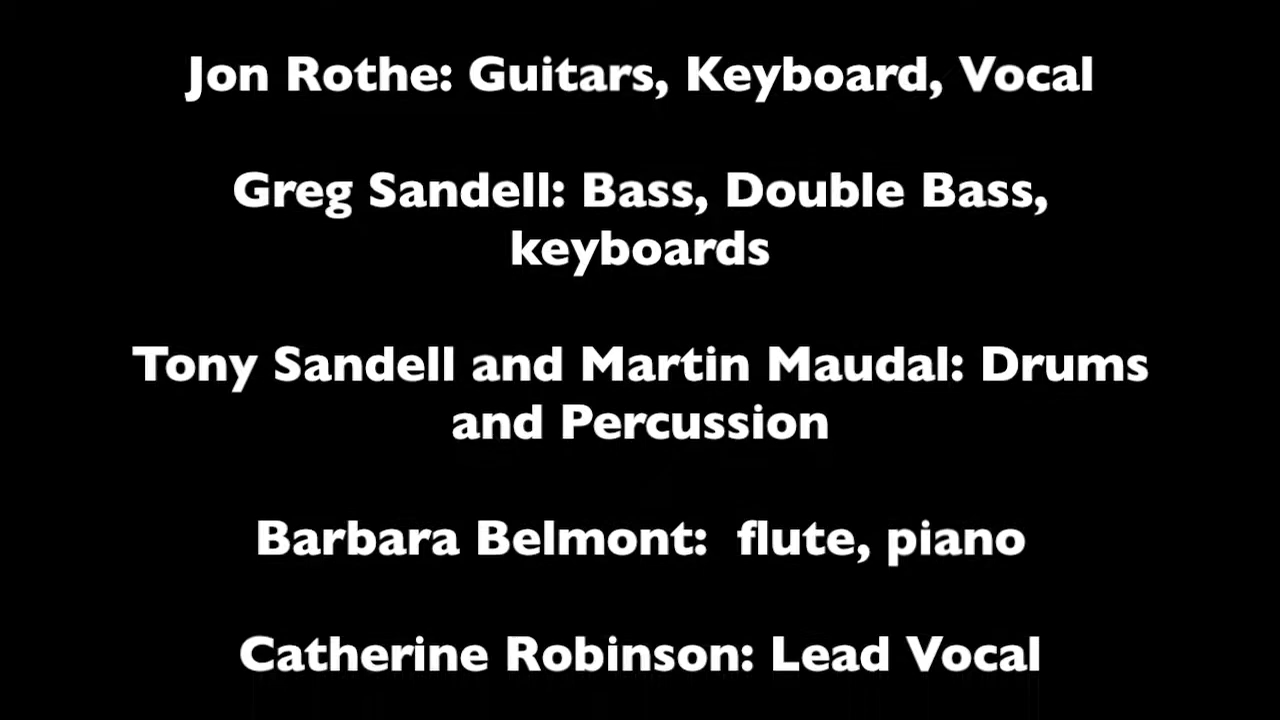 Jon Rothe: Guitars, Keyboard, Vocal
Greg Sandell: Bass, Double Bass,
keyboards
Tony Sandell and Martin Maudal: Drums
and Percussion
Barbara Belmont:  flute, piano
Catherine Robinson: Lead Vocal